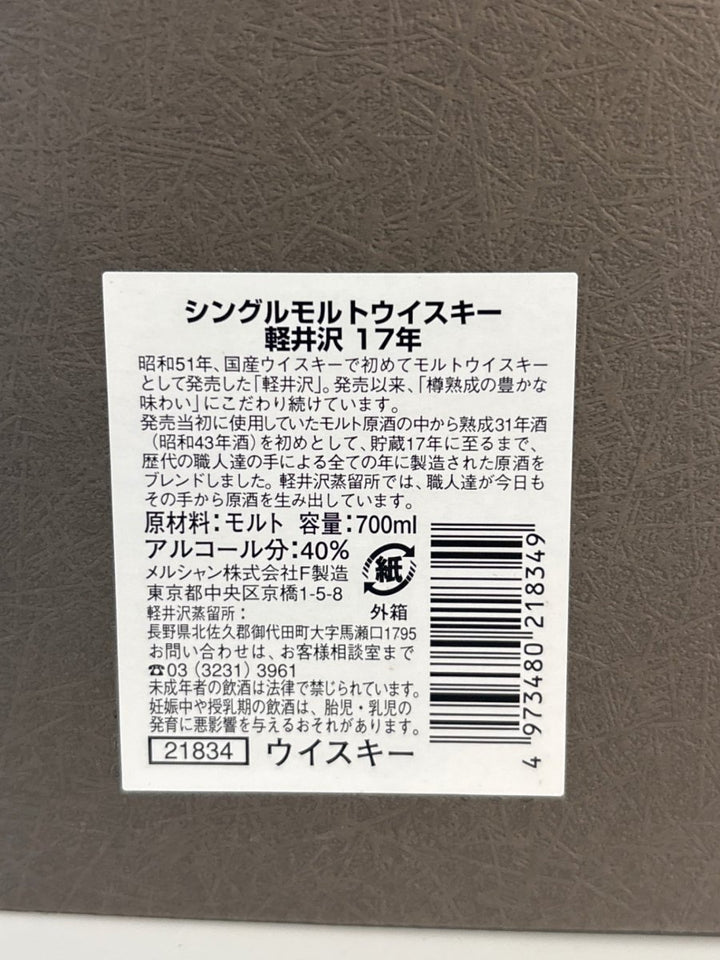 シングルモルトウイスキー
軽井沢 17年
昭和51年、国産ウイスキーで初めてモルトウイスキー
として発売した「軽井沢」。発売以来、「樽熟成の豊かな
味わい」にこだわり続けています。
発売当初に使用していたモルト原酒の中から熟成31年酒
（昭和43年酒）を初めとして、貯蔵17年に至るまで、
歴代の職人達の手による全ての年に製造された原酒を
ブレンドしました。軽井沢蒸留所では、職人達が今日も
その手から原酒を生み出しています。
原材料：モルト 容量：700ml
アルコール分：40%
メルシャン株式会社F製造
東京都中央区京橋1-5-8
紙
外箱
軽井沢蒸留所：
長野県北佐久郡御代田町大字馬瀬口1795
お問い合わせは、お客様相談室まで
☎03（3231）3961
未成年者の飲酒は法律で禁じられています。
妊娠中や授乳期の飲酒は、胎児・乳児の
発育に悪影響を与えるおそれがあります。
21834 ウイスキー
4 973480 218349